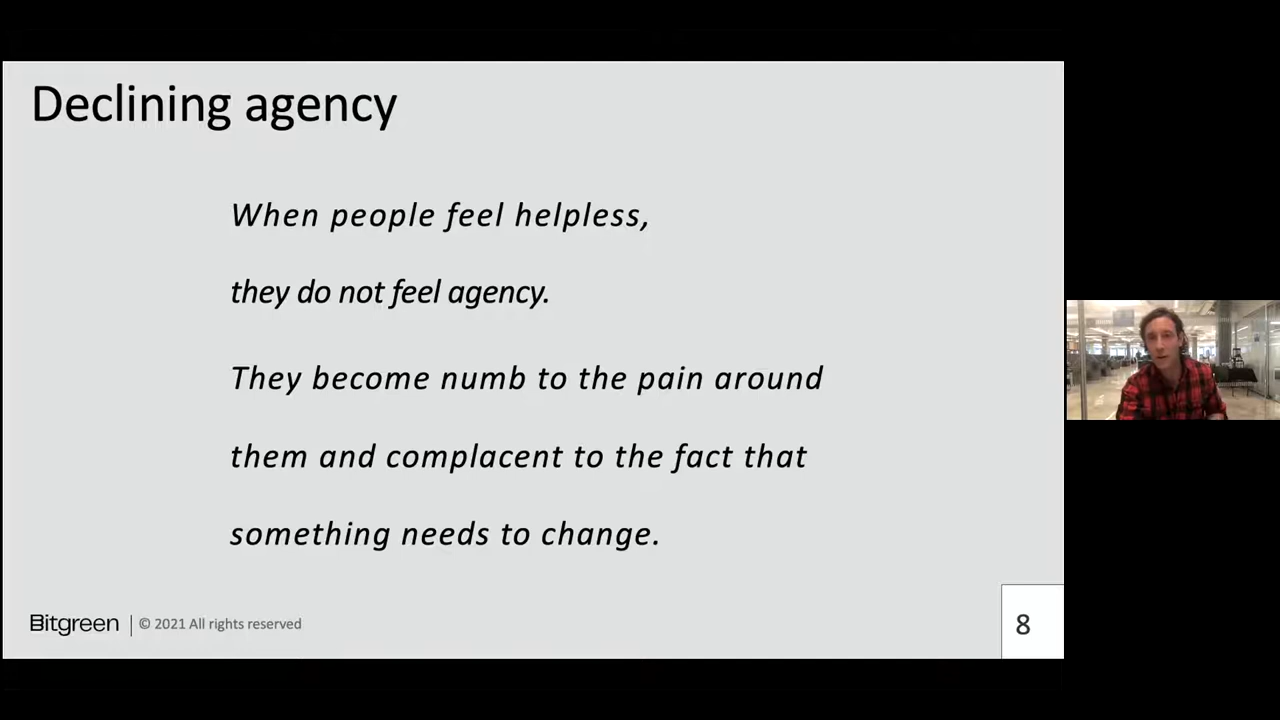 Declining agency
When people feel helpless,
they do not feel agency.
They become numb to the pain around
them and complacent to the fact that
something needs to change.
Bitgreen | © 2021 All rights reserved
8